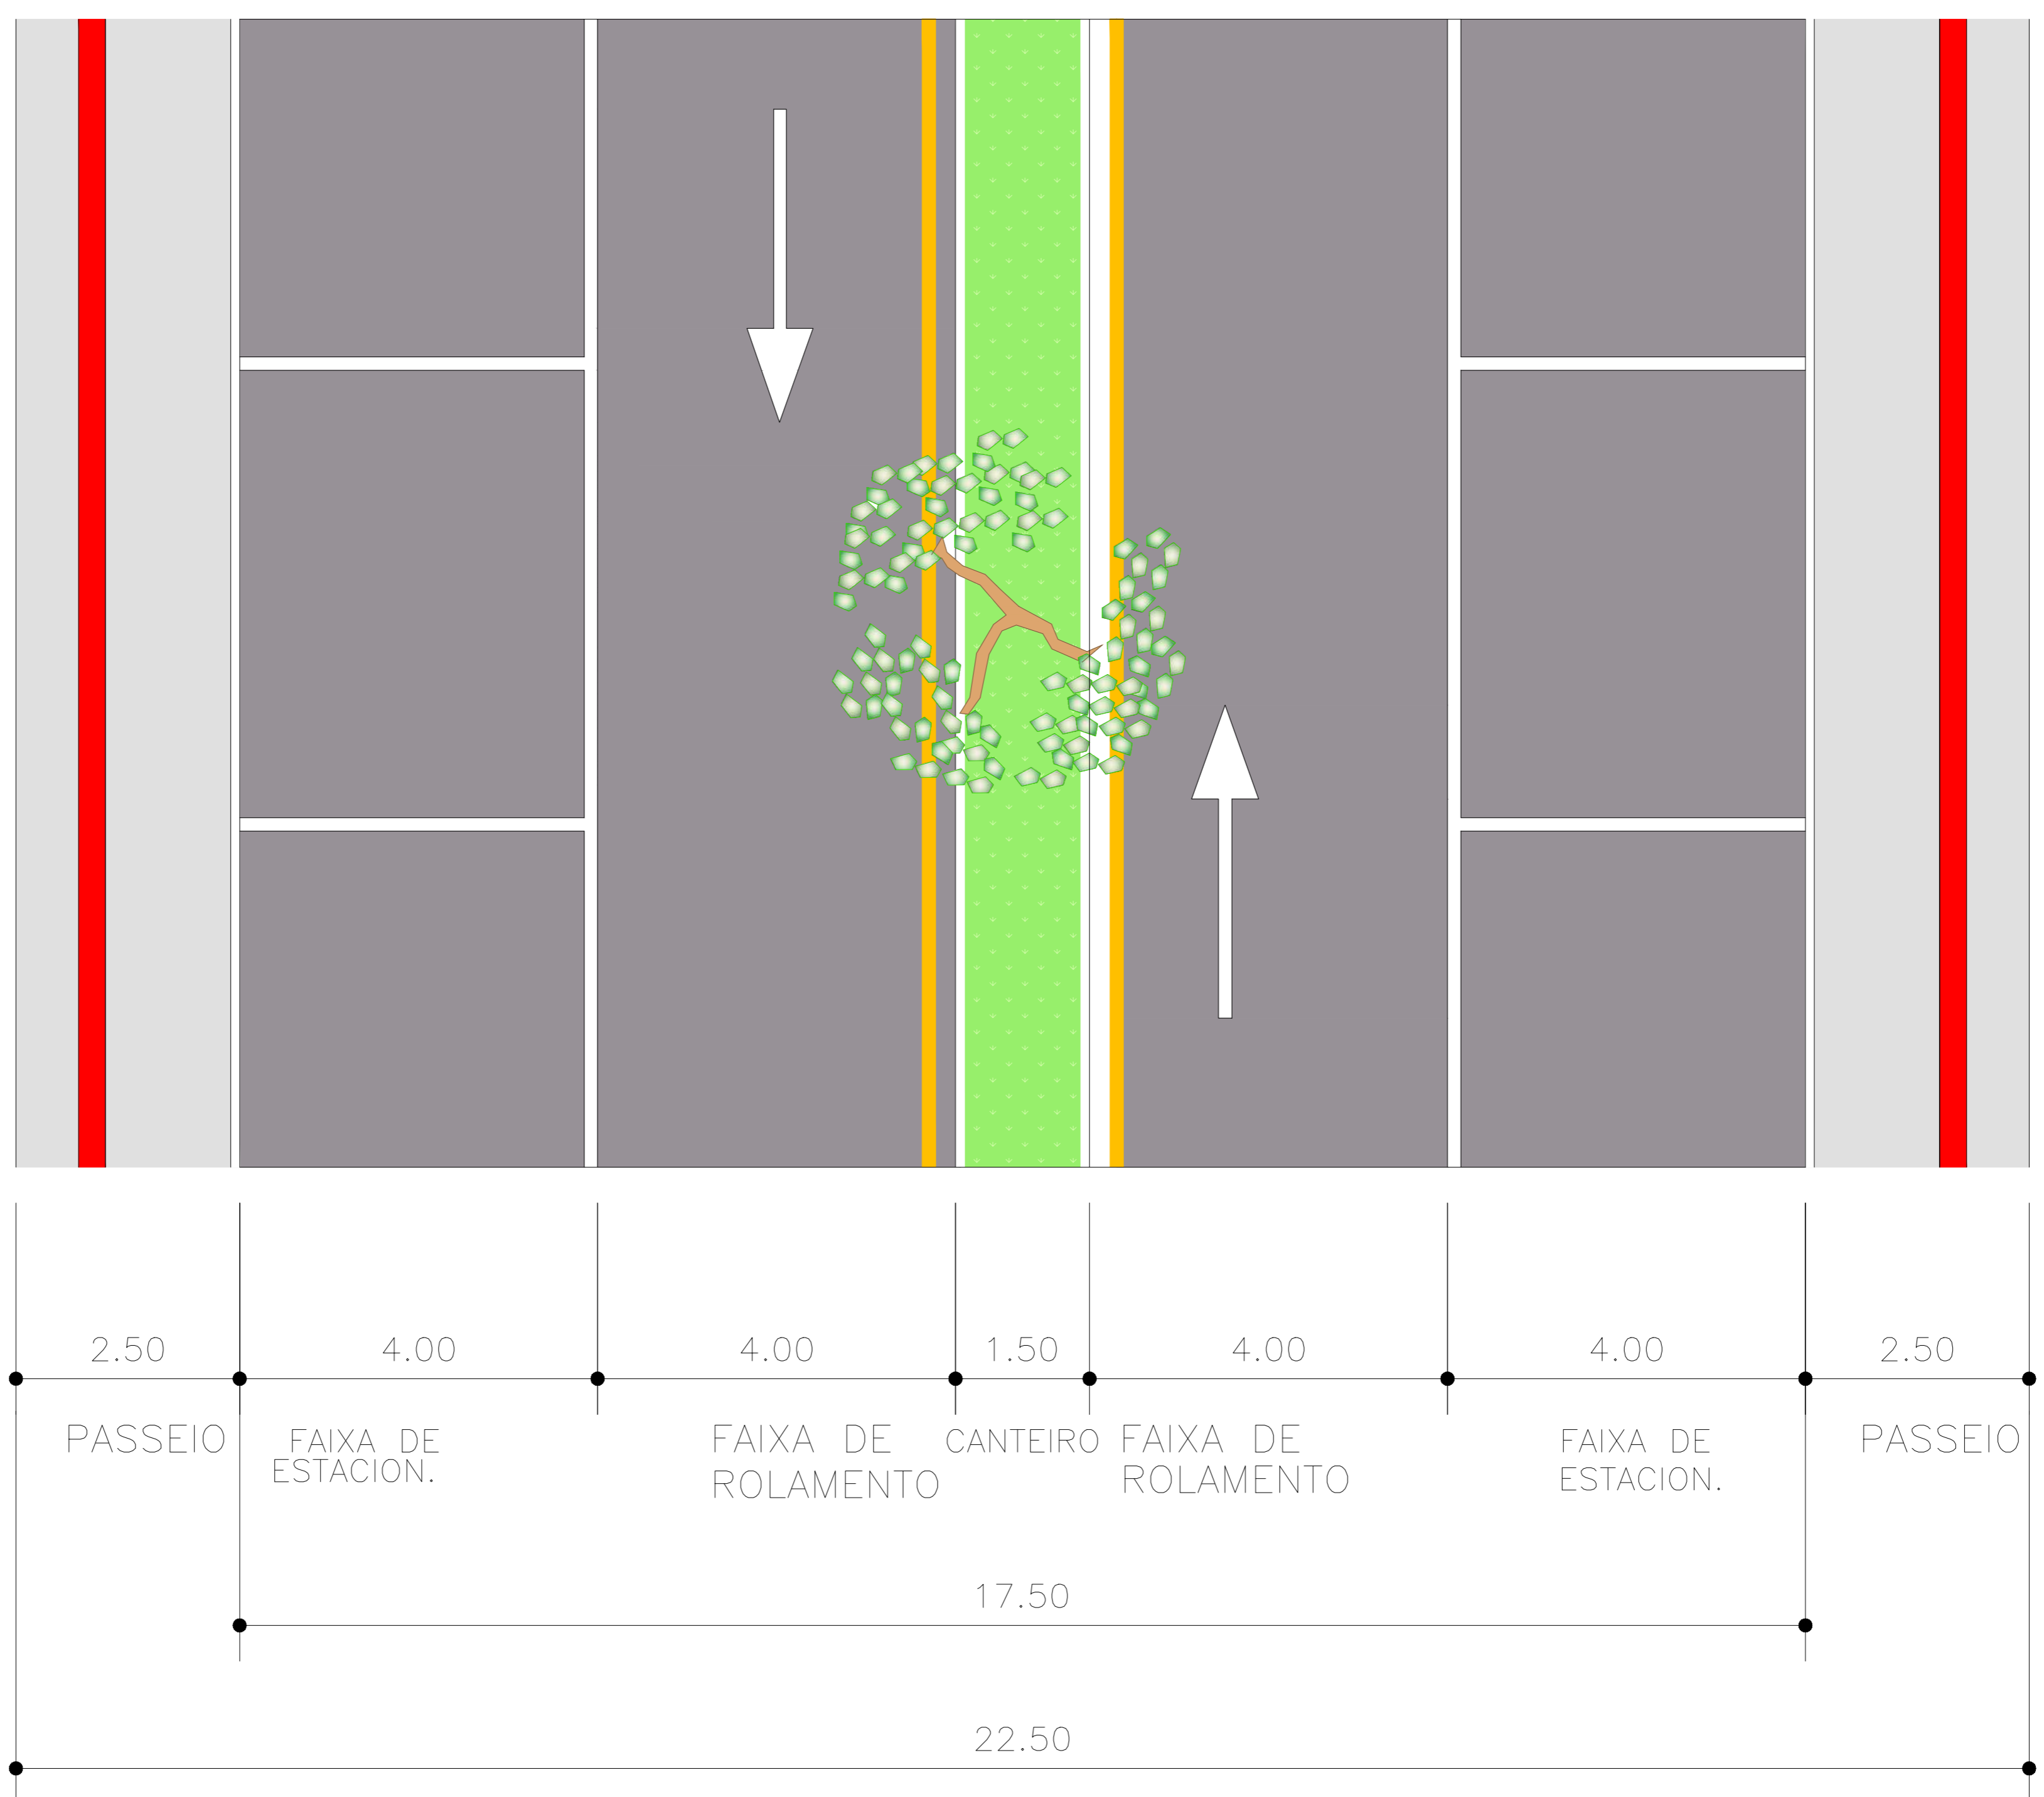 2.50 4.00 4.00 1.50 4.00 4.00 2.50
PASSEIO
FAIXA DE
ESTACION.
FAIXA DE
ROLAMENTO
CANTEIRO
FAIXA DE
ROLAMENTO
FAIXA DE
ESTACION.
PASSEIO
17.50
22.50